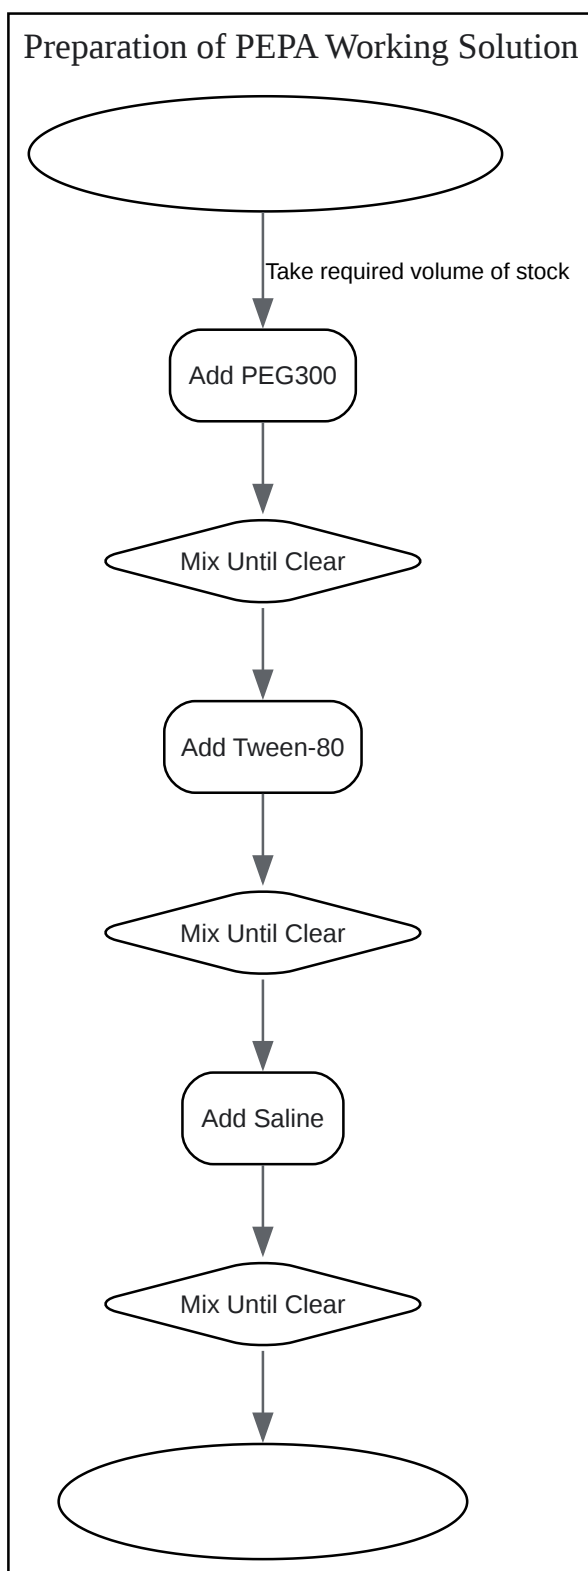 Preparation of PEPA Working Solution
Take required volume of stock
Add PEG300
Mix Until Clear
Add Tween-80
Mix Until Clear
Add Saline
Mix Until Clear